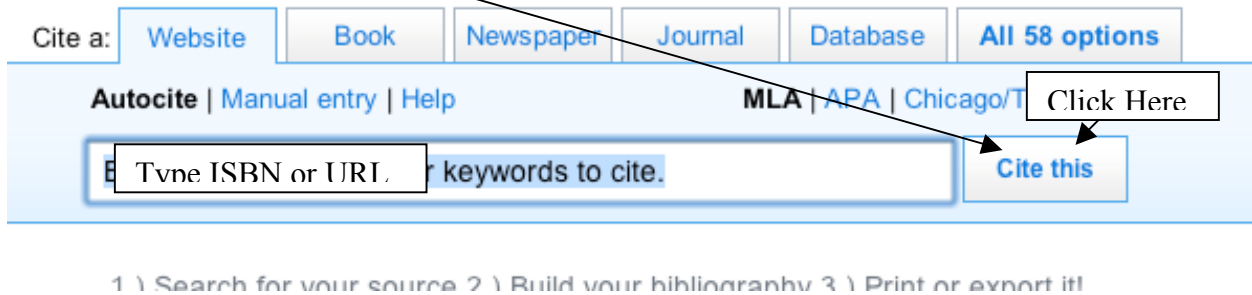 Cite a: Website Book Newspaper Journal Database All 58 options
Autocite | Manual entry | Help MLA | APA | Chicago/T Click Here
Type ISBN or URL keywords to cite. Cite this
1.) Search for your source 2.) Build your bibliography 3.) Print or export it!